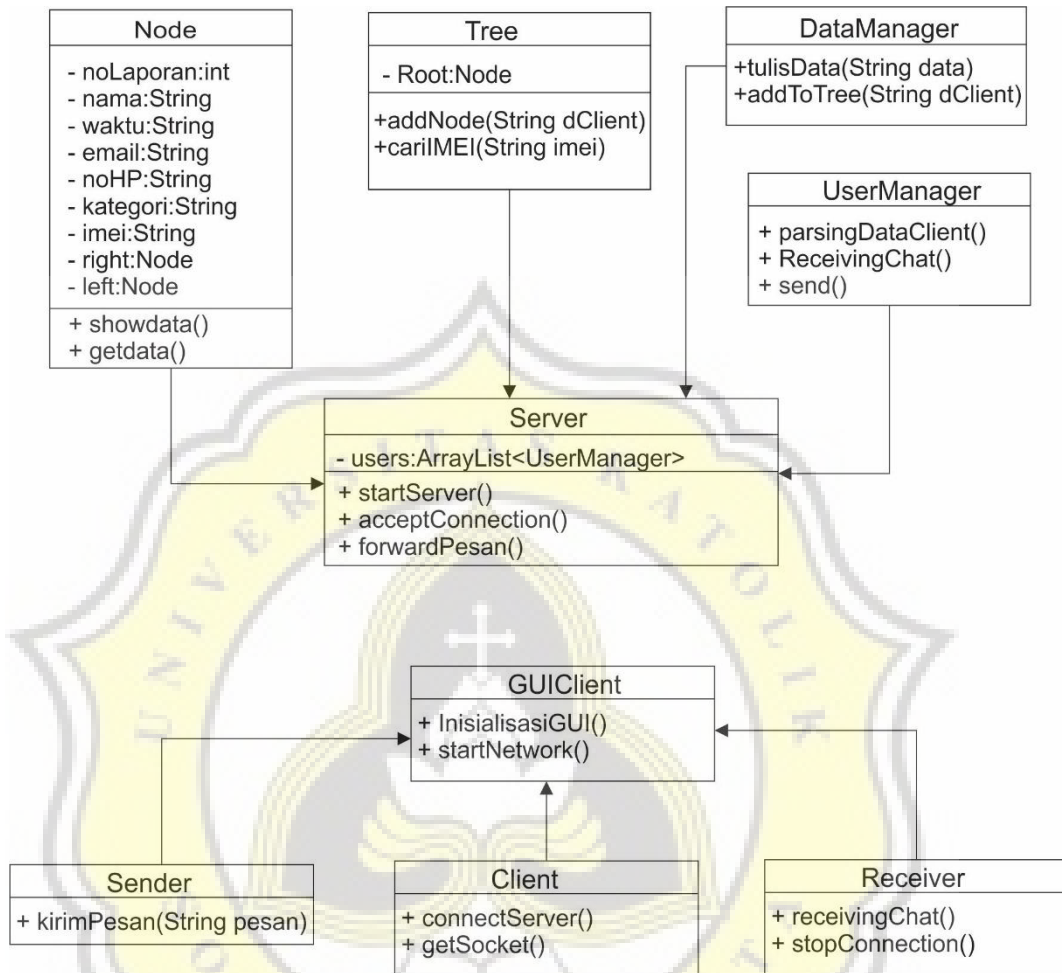 Node
- noLaporan:int
- nama:String
- waktu:String
- email:String
- noHP:String
- kategori:String
- imei:String
- right:Node
- left:Node
+ showdata()
+ getdata()
Tree
- Root:Node
+addNode(String dClient)
+cariIMEI(String imei)
DataManager
+tulisData(String data)
+addToTree(String dClient)
UserManager
+ parsingDataClient()
+ ReceivingChat()
+ send()
Server
- users:ArrayList<UserManager>
+ startServer()
+ acceptConnection()
+ forwardPesan()
GUIClient
+ InisialisasiGUI()
+ startNetwork()
Sender
+ kirimPesan(String pesan)
Client
+ connectServer()
+ getSocket()
Receiver
+ receivingChat()
+ stopConnection()
UNIVERSITAS KATOLIK